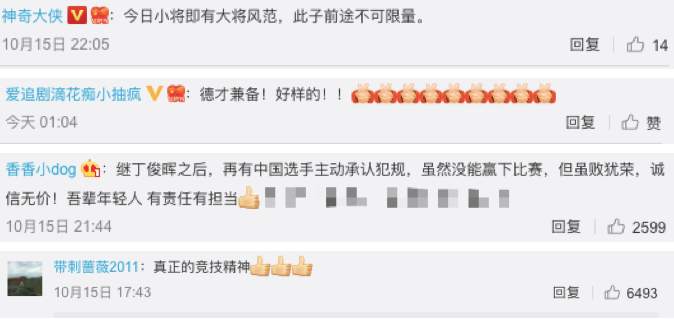 神奇大侠：今日小将即有大将风范，此子前途不可限量。
10月15日 22:05 回复 14
爱追剧滴花痴小抽疯：德才兼备！好样的！！
今天 01:04 回复 赞
香香小dog：继丁俊晖之后，再有中国选手主动承认犯规，虽然没能赢下比赛，但虽败犹荣，诚
信无价！吾辈年轻人 有责任有担当
10月15日 21:44 回复 2599
带刺蔷薇2011：真正的竞技精神
10月15日 17:43 回复 6493